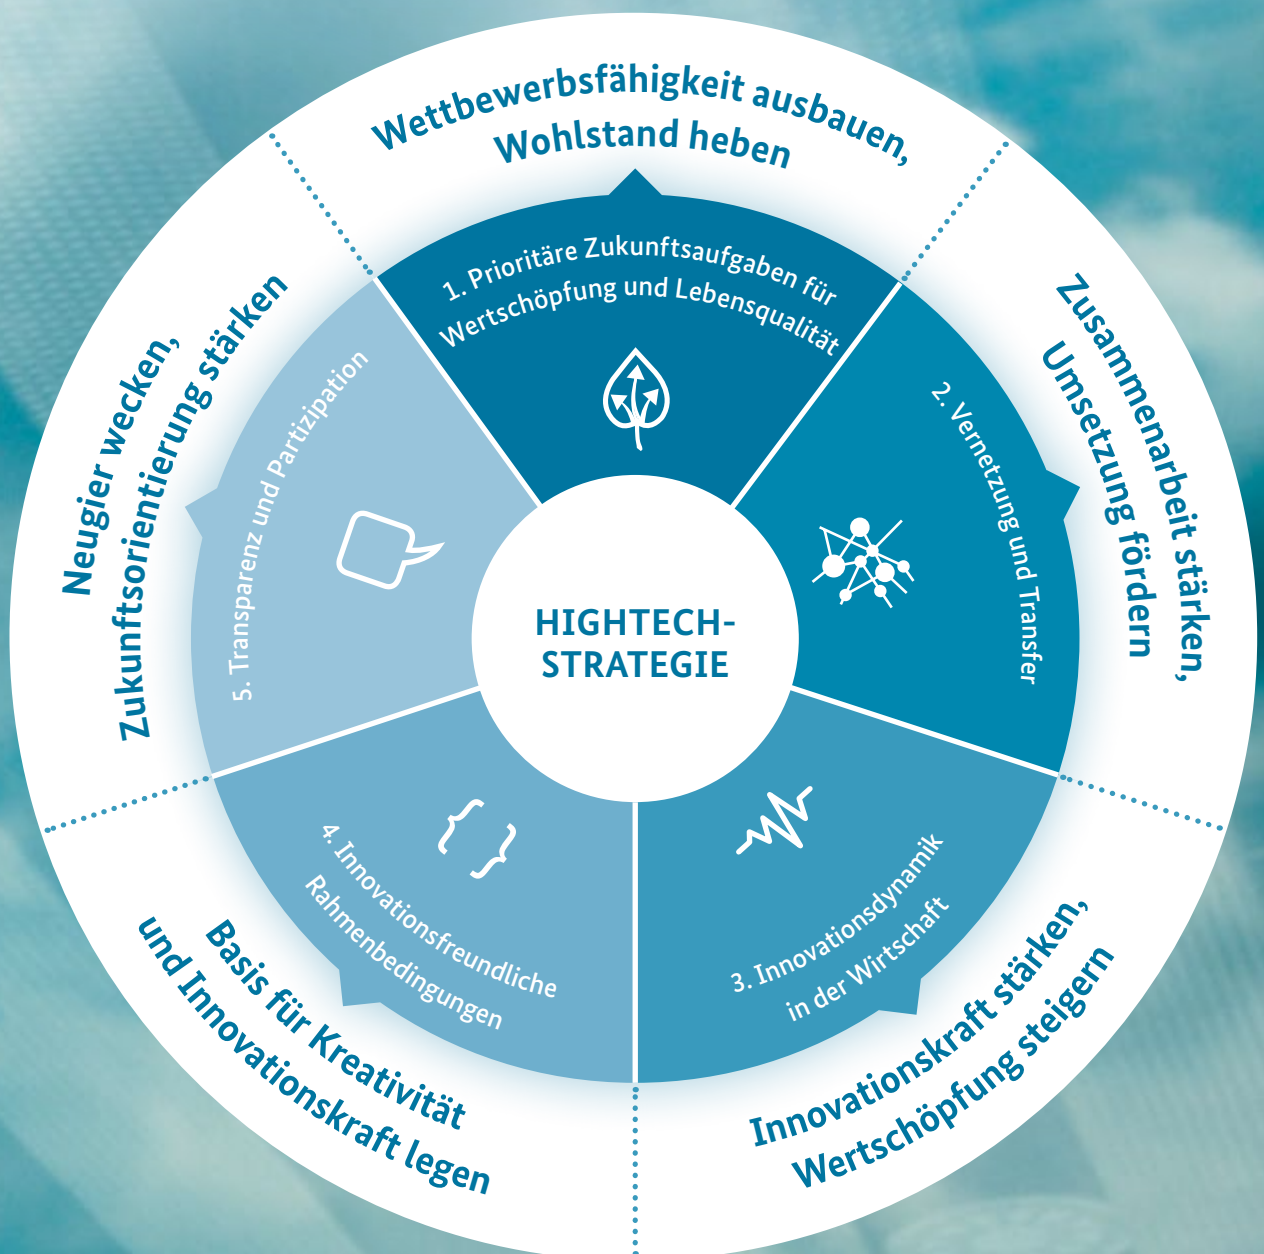 Wettbewerbsfähigkeit ausbauen,
Wohlstand heben
1. Prioritäre Zukunftsaufgaben für
Wertschöpfung und Lebensqualität
Zusammenarbeit stärken,
Umsetzung fördern
2. Vernetzung und Transfer
Innovationskraft stärken,
Wertschöpfung steigern
3. Innovationsdynamik
in der Wirtschaft
Basis für Kreativität
und Innovationskraft legen
4. Innovationsfreundliche
Rahmenbedingungen
Neugier wecken,
Zukunftsorientierung stärken
5. Transparenz und Partizipation
HIGHTECH-
STRATEGIE